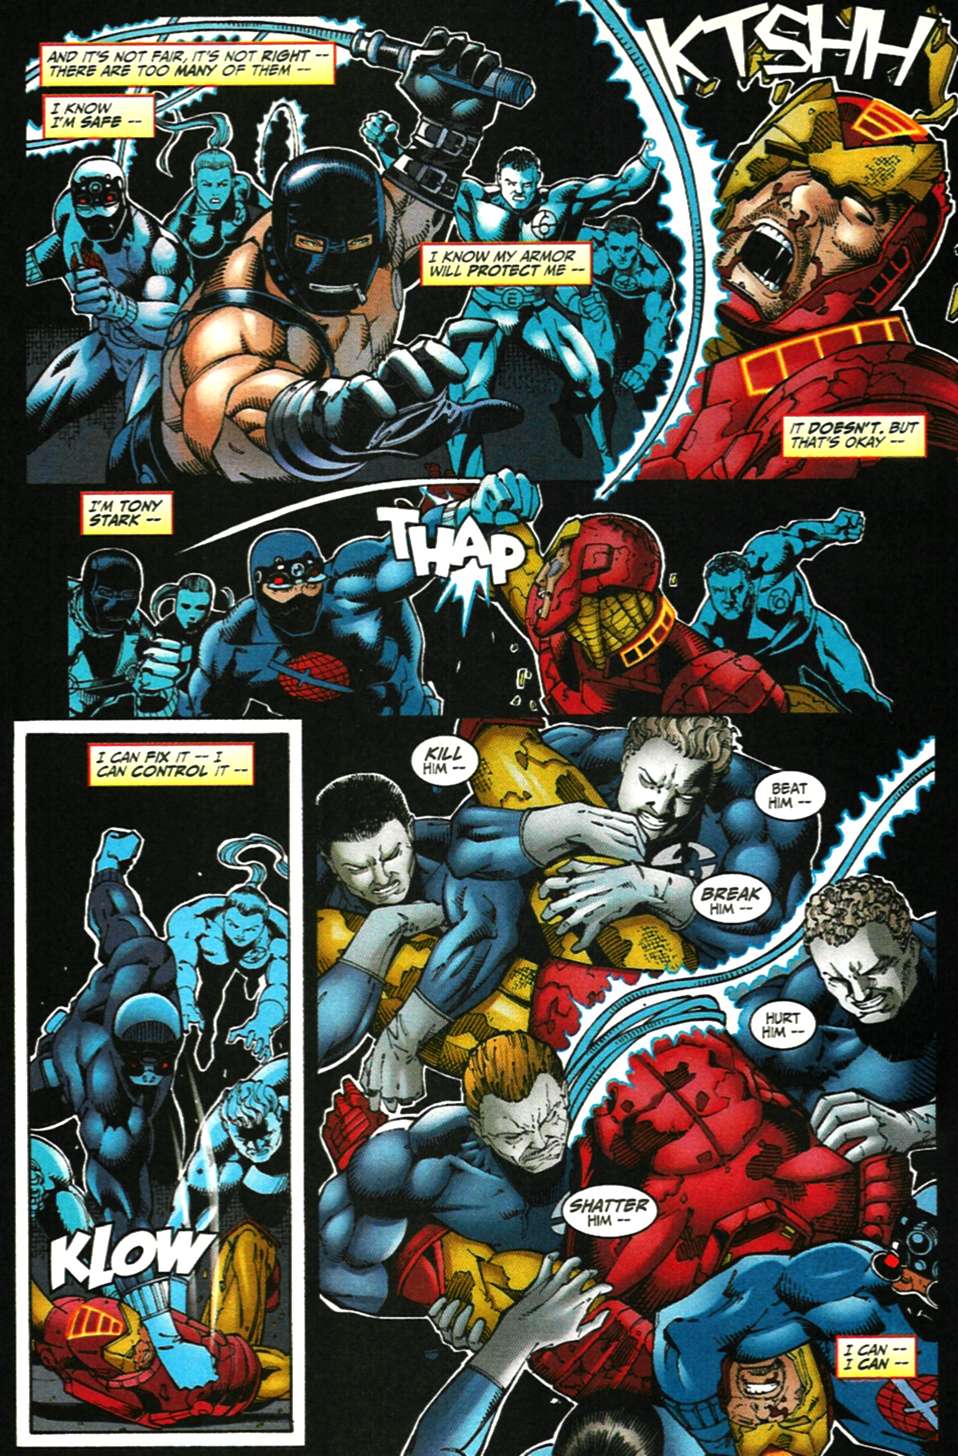 AND IT'S NOT FAIR, IT'S NOT RIGHT --
THERE ARE TOO MANY OF THEM --
I KNOW
I'M SAFE --
KTSHH
I KNOW MY ARMOR
WILL PROTECT ME --
IT DOESN'T. BUT
THAT'S OKAY --
I'M TONY
STARK --
THAP
I CAN FIX IT -- I
CAN CONTROL IT --
KLOW
KILL
HIM --
BEAT
HIM --
BREAK
HIM --
HURT
HIM --
SHATTER
HIM --
I CAN --
I CAN --